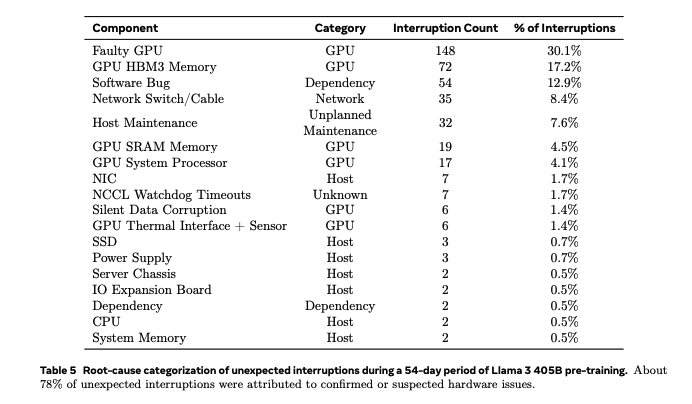 Component Category Interruption Count % of Interruptions
Faulty GPU GPU 148 30.1%
GPU HBM3 Memory GPU 72 17.2%
Software Bug Dependency 54 12.9%
Network Switch/Cable Network 35 8.4%
Host Maintenance Unplanned Maintenance 32 7.6%
GPU SRAM Memory GPU 19 4.5%
GPU System Processor GPU 17 4.1%
NIC Host 7 1.7%
NCCL Watchdog Timeouts Unknown 7 1.7%
Silent Data Corruption GPU 6 1.4%
GPU Thermal Interface + Sensor GPU 6 1.4%
SSD Host 3 0.7%
Power Supply Host 3 0.7%
Server Chassis Host 2 0.5%
IO Expansion Board Host 2 0.5%
Dependency Dependency 2 0.5%
CPU Host 2 0.5%
System Memory Host 2 0.5%
Table 5 Root-cause categorization of unexpected interruptions during a 54-day period of Llama 3 405B pre-training. About
78% of unexpected interruptions were attributed to confirmed or suspected hardware issues.